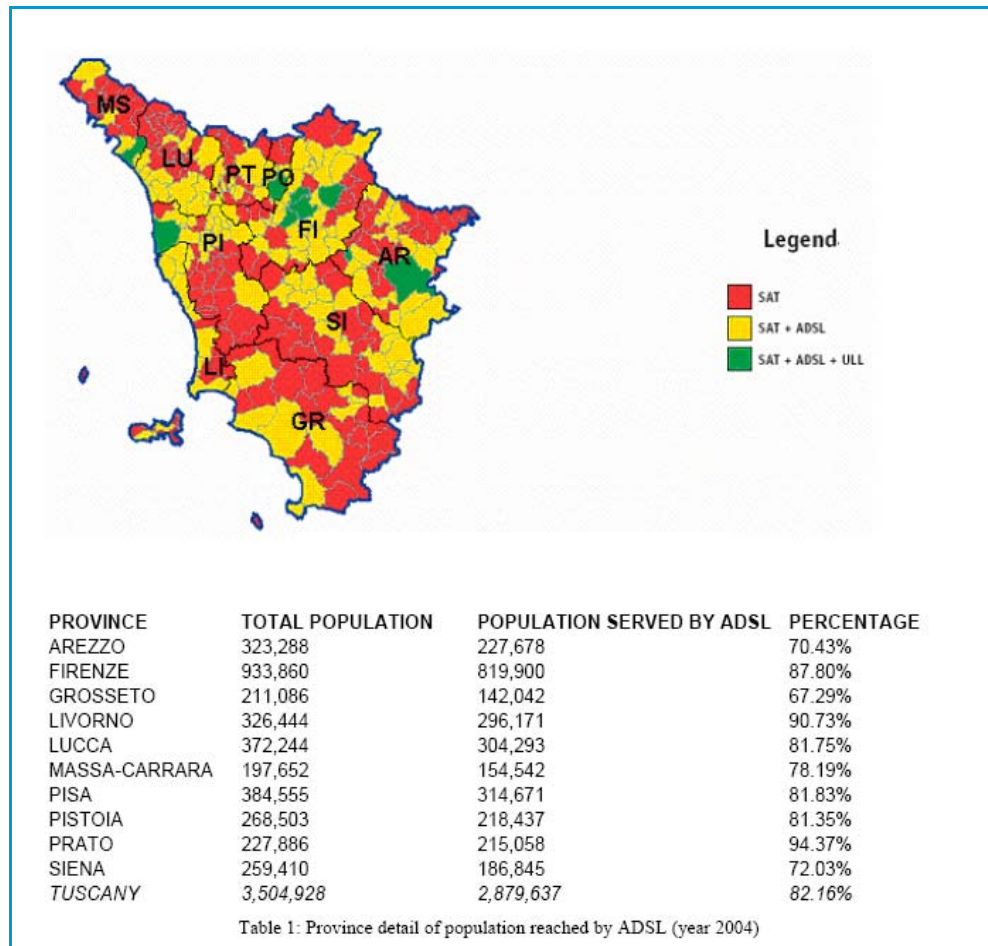 MS
LU
PT PO
FI
PI
AR
SI
LI
GR
Legend
SAT
SAT + ADSL
SAT + ADSL + ULL
PROVINCE TOTAL POPULATION POPULATION SERVED BY ADSL PERCENTAGE
AREZZO 323,288 227,678 70.43%
FIRENZE 933,860 819,900 87.80%
GROSSETO 211,086 142,042 67.29%
LIVORNO 326,444 296,171 90.73%
LUCCA 372,244 304,293 81.75%
MASSA-CARRARA 197,652 154,542 78.19%
PISA 384,555 314,671 81.83%
PISTOIA 268,503 218,437 81.35%
PRATO 227,886 215,058 94.37%
SIENA 259,410 186,845 72.03%
TUSCANY 3,504,928 2,879,637 82.16%
Table 1: Province detail of population reached by ADSL (year 2004)